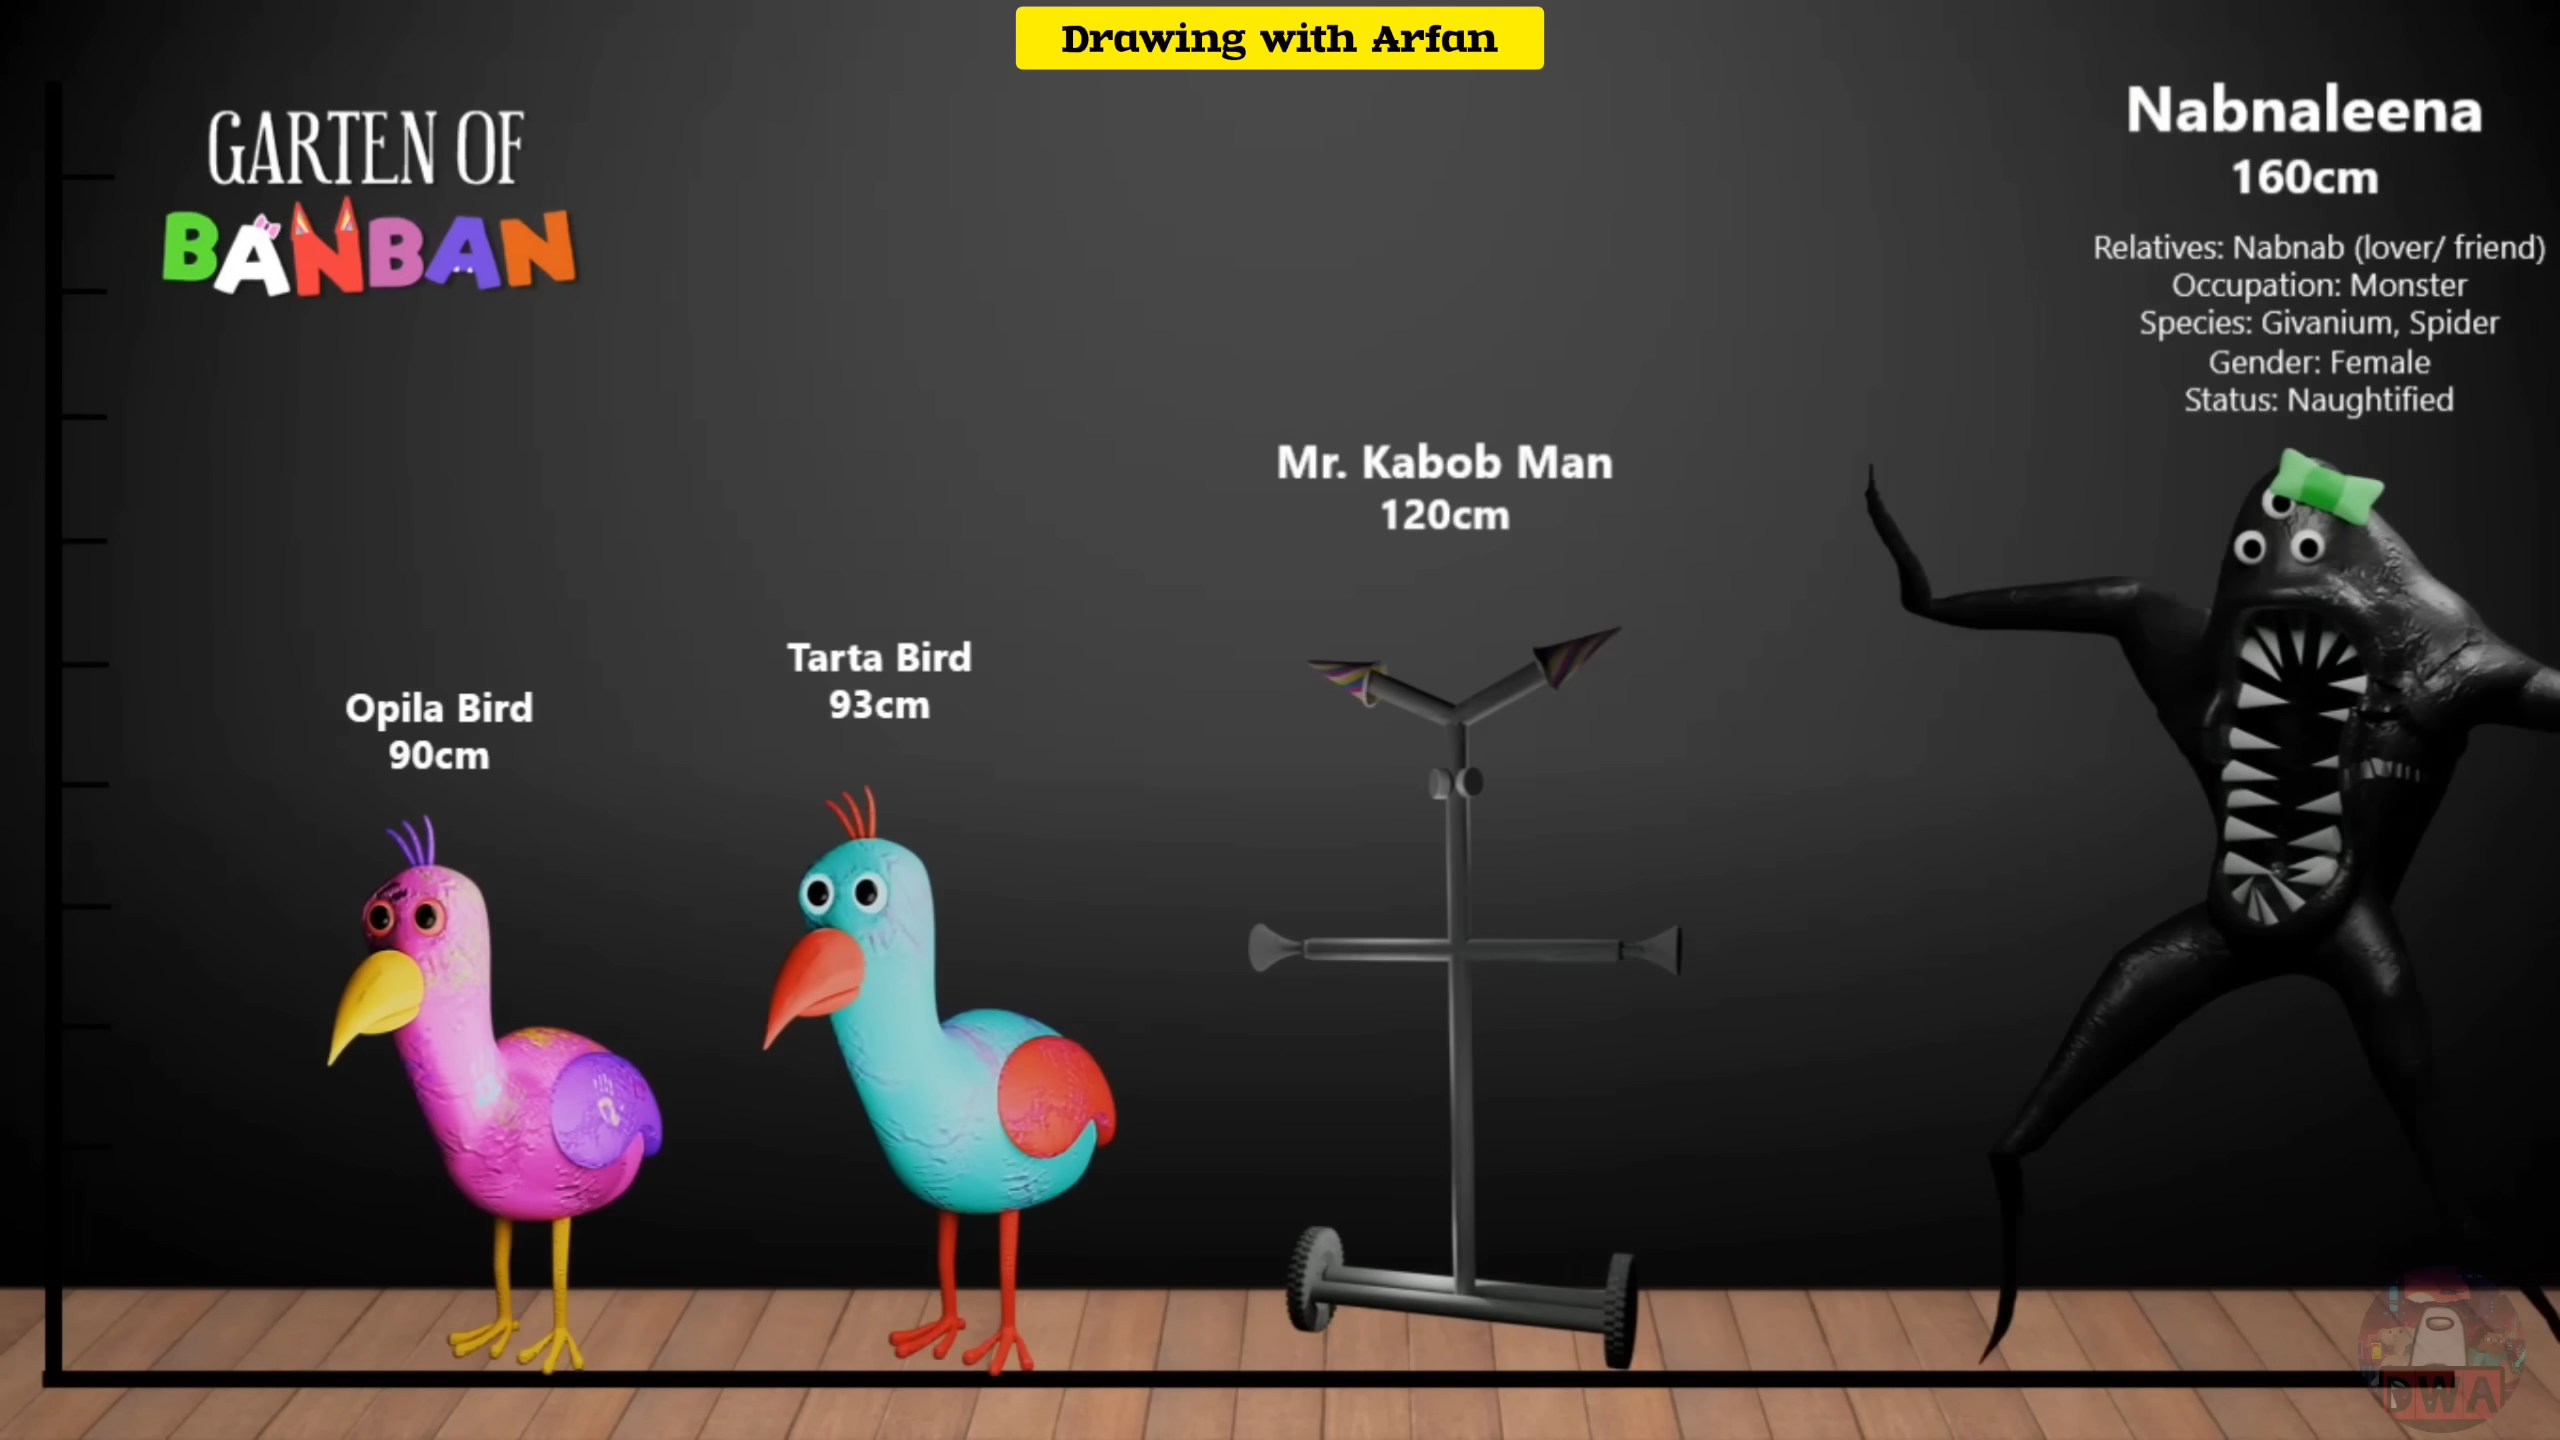 Drawing with Arfan
GARTEN OF
BANBAN
Nabnaleena
160cm
Relatives: Nabnab (lover/ friend)
Occupation: Monster
Species: Givanium, Spider
Gender: Female
Status: Naughtified
Mr. Kabob Man
120cm
Tarta Bird
93cm
Opila Bird
90cm
DWA